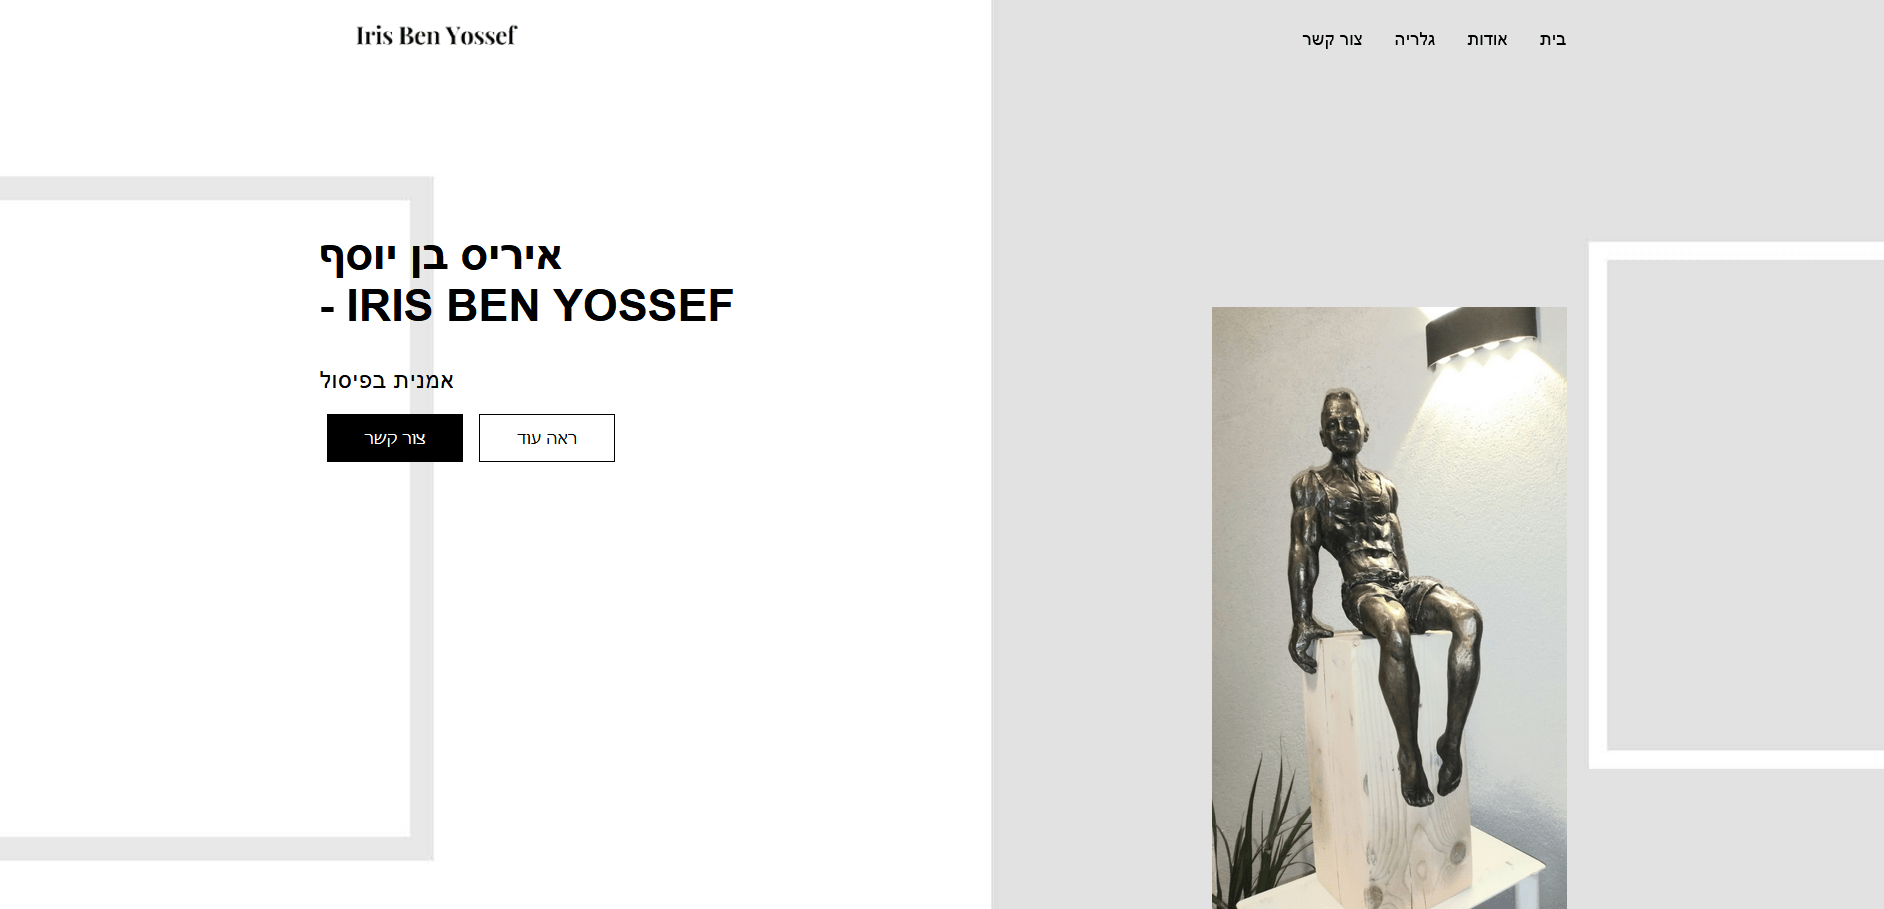 Iris Ben Yossef
בית אודות גלריה צור קשר
איריס בן יוסף
- IRIS BEN YOSSEF
אמנית בפיסול
צור קשר
ראה עוד